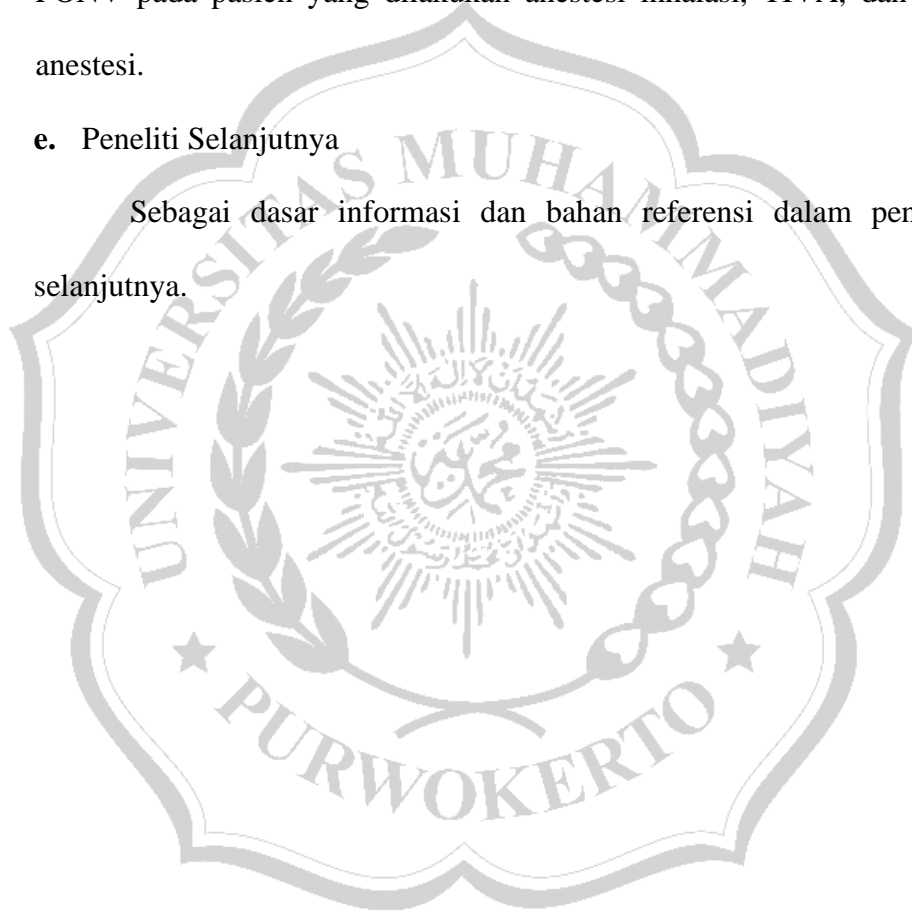 PONV pada pasien yang dilakukan anestesi inhalasi, TIVA, dan
anestesi.
e. Peneliti Selanjutnya
Sebagai dasar informasi dan bahan referensi dalam pen
selanjutnya.
UNIVERSITAS MUHAMMADIYAH
PURWOKERTO